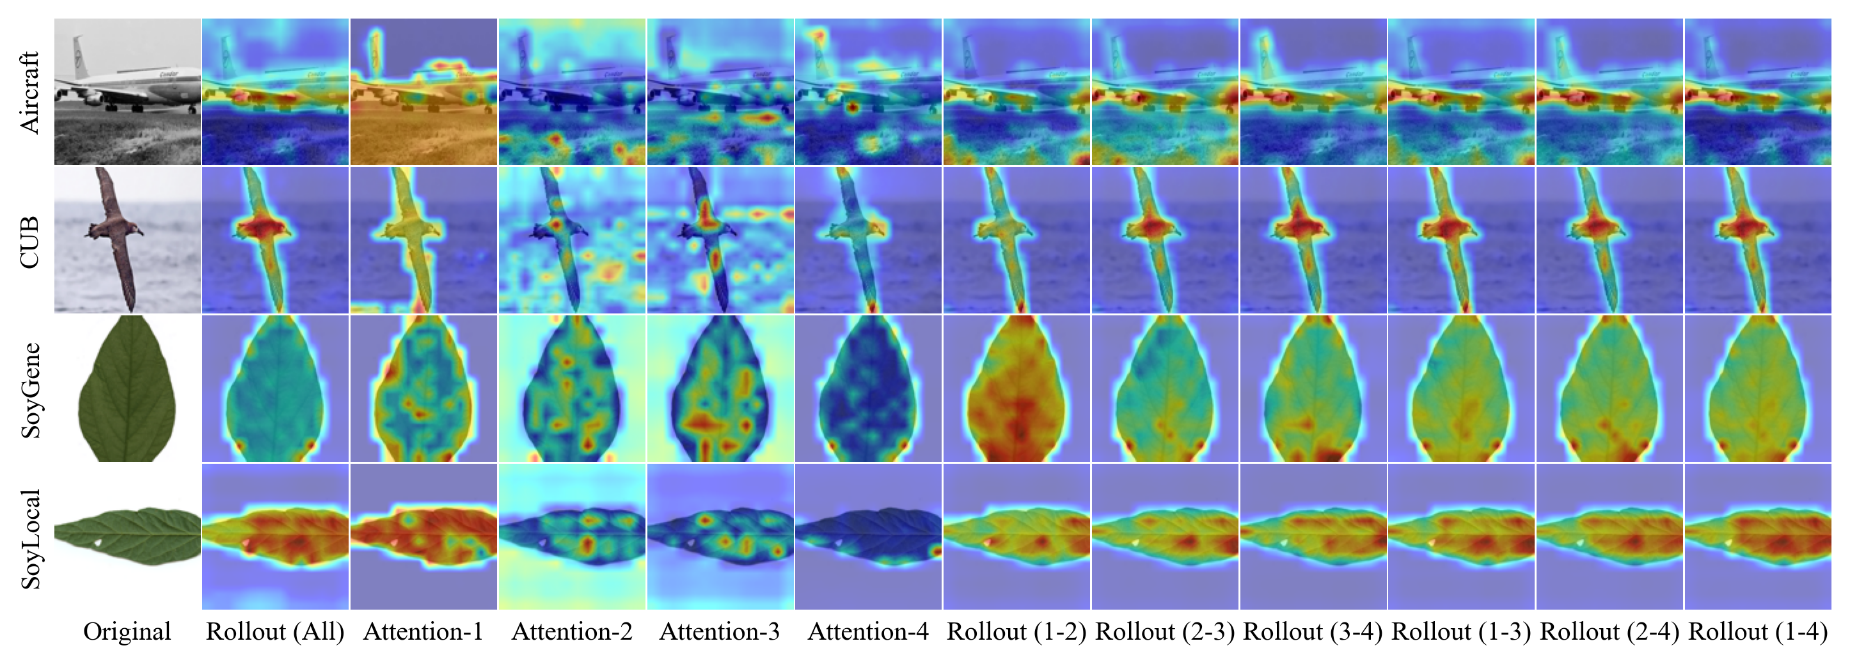 Aircraft
CUB
SoyGene
SoyLocal
Original Rollout (All) Attention-1 Attention-2 Attention-3 Attention-4 Rollout (1-2) Rollout (2-3) Rollout (3-4) Rollout (1-3) Rollout (2-4) Rollout (1-4)